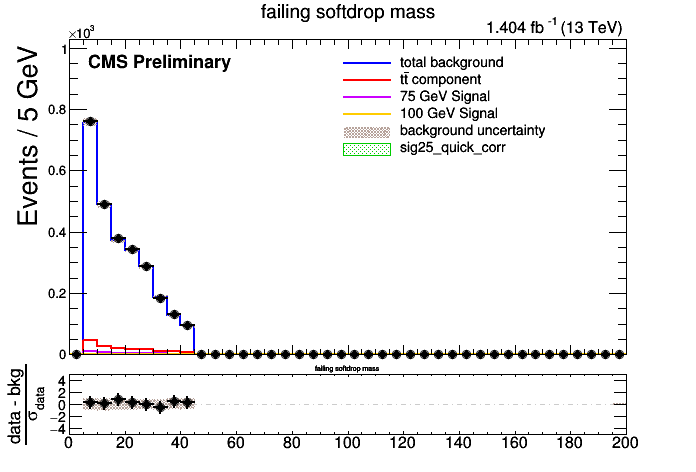 failing softdrop mass
×10³
1.404 fb⁻¹ (13 TeV)
CMS Preliminary
Events / 5 GeV
1
0.8
0.6
0.4
0.2
0
total background
tt̄ component
75 GeV Signal
100 GeV Signal
background uncertainty
sig25_quick_corr
failing softdrop mass
data - bkg
σ data
4
2
0
−2
−4
0 20 40 60 80 100 120 140 160 180 200